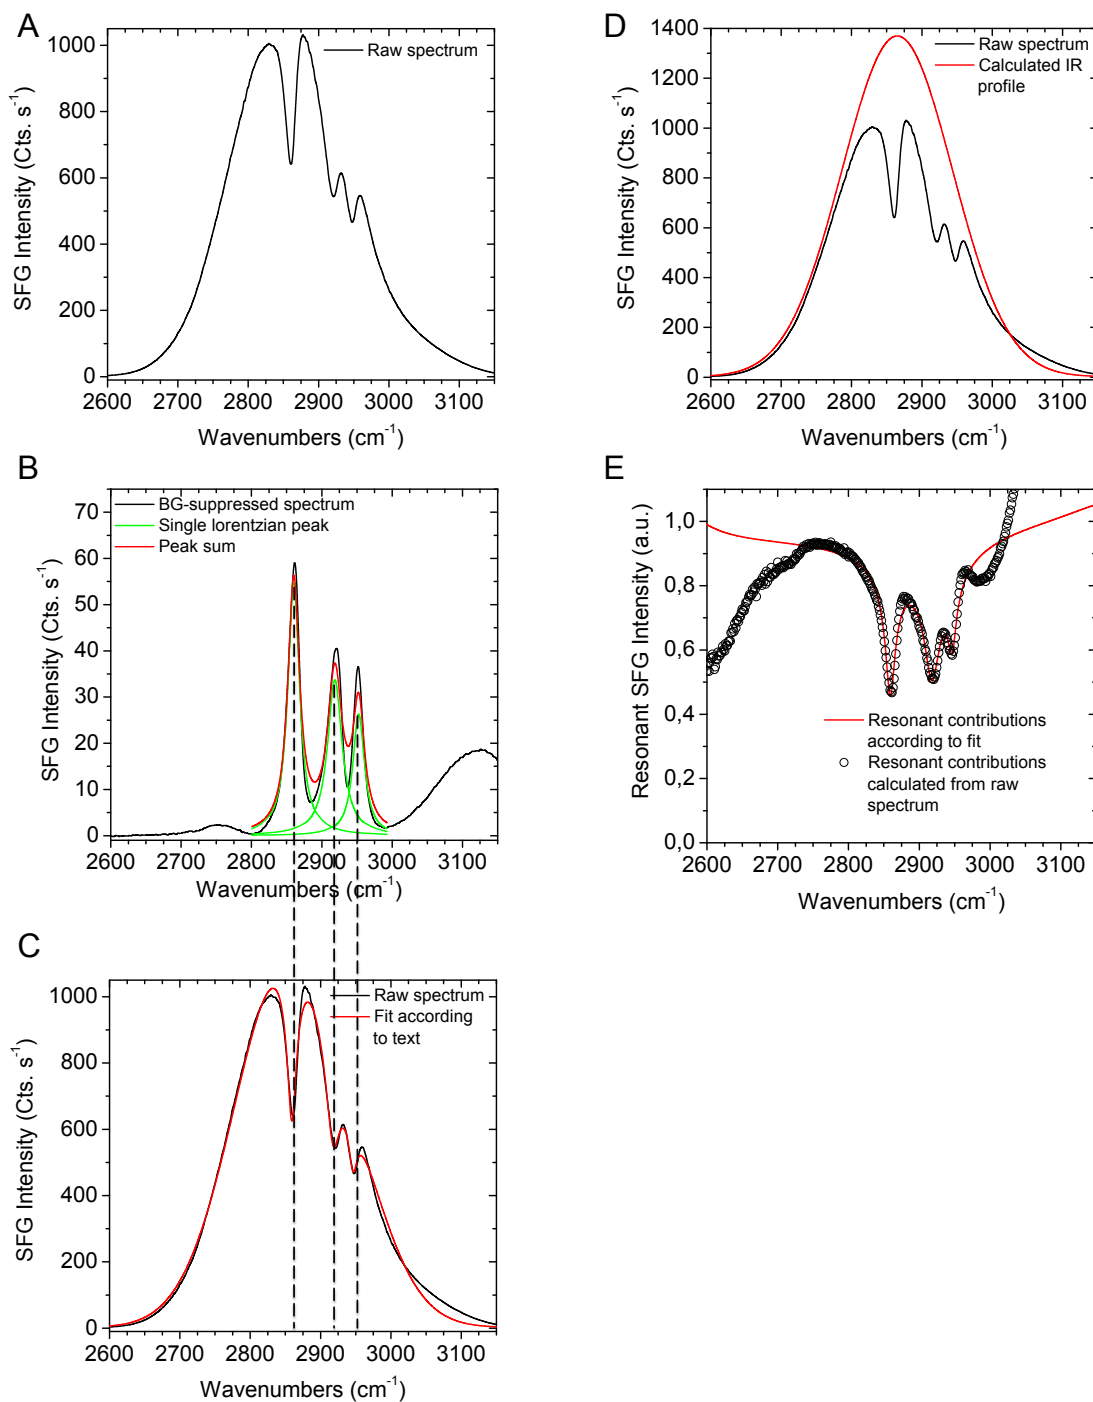 A
Raw spectrum
1000
800
600
400
200
0
SFG Intensity (Cts. s⁻¹)
2600 2700 2800 2900 3000 3100
Wavenumbers (cm⁻¹)
D
Raw spectrum
Calculated IR
profile
1400
1200
1000
800
600
400
200
0
SFG Intensity (Cts. s⁻¹)
2600 2700 2800 2900 3000 3100
Wavenumbers (cm⁻¹)
B
BG-suppressed spectrum
Single lorentzian peak
Peak sum
70
60
50
40
30
20
10
0
SFG Intensity (Cts. s⁻¹)
2600 2700 2800 2900 3000 3100
Wavenumbers (cm⁻¹)
E
1,0
0,8
0,6
0,4
0,2
0,0
Resonant SFG Intensity (a.u.)
Resonant contributions
according to fit
Resonant contributions
calculated from raw
spectrum
2600 2700 2800 2900 3000 3100
Wavenumbers (cm⁻¹)
C
Raw spectrum
Fit according
to text
1000
800
600
400
200
0
SFG Intensity (Cts. s⁻¹)
2600 2700 2800 2900 3000 3100
Wavenumbers (cm⁻¹)